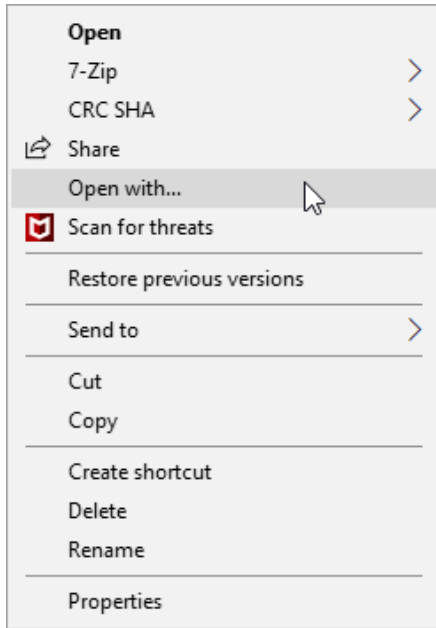 Open
7-Zip
CRC SHA
Share
Open with...
Scan for threats
Restore previous versions
Send to
Cut
Copy
Create shortcut
Delete
Rename
Properties